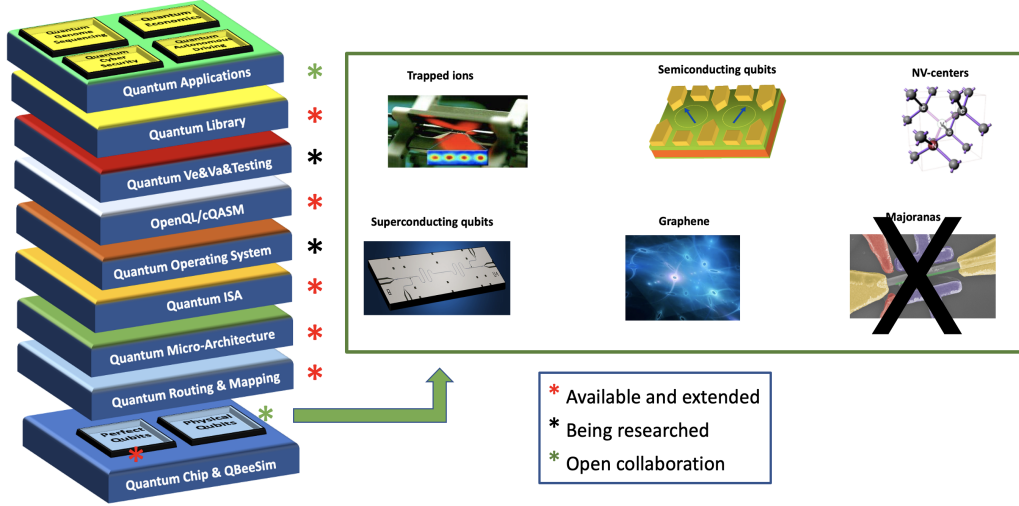 Quantum
Genome
Sequencing
Quantum
Economics
Quantum
Cyber
Security
Quantum
Autonomous
Driving
Quantum Applications
*
Quantum Library
*
Quantum Ve&Va&Testing
*
OpenQL/cQASM
*
Quantum Operating System
*
Quantum ISA
*
Quantum Micro-Architecture
*
Quantum Routing & Mapping
*
Perfect
Qubits
*
Physical
Qubits
*
Quantum Chip & QBeeSim
Trapped ions
Semiconducting qubits
NV-centers
Superconducting qubits
Graphene
Majoranas
* Available and extended
* Being researched
* Open collaboration